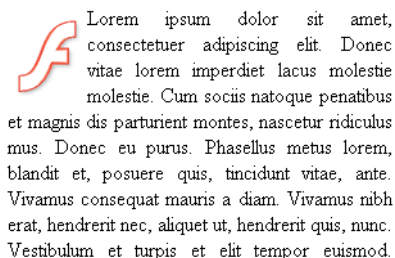 Lorem ipsum dolor sit amet,
consectetuer adipiscing elit. Donec
vitae lorem imperdiet lacus molestie
molestie. Cum sociis natoque penatibus
et magnis dis parturient montes, nascetur ridiculus
mus. Donec eu purus. Phasellus metus lorem,
blandit et, posuere quis, tincidunt vitae, ante.
Vivamus consequat mauris a diam. Vivamus nibh
erat, hendrerit nec, aliquet ut, hendrerit quis, nunc.
Vestibulum et turpis et elit tempor euismod.